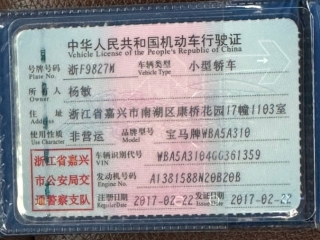 中华人民共和国机动车行驶证
Vehicle License of the People's Republic of China
号牌号码 浙F9827W 车辆类型 小型轿车
Plate No. Vehicle Type
所有人 杨敏
Owner
住址 浙江省嘉兴市南湖区康桥花园17幢1103室
Address
使用性质 非营运 品牌型号 宝马牌WBA5A310
Use Character Model
浙江省嘉兴市公安局交通警察支队
车辆识别代号 WBA5A3104GG361359
VIN
发动机号码 A1381588N20B20B
Engine No.
注册日期 2017-02-22 发证日期 2017-02-22
Register Date Issue Date